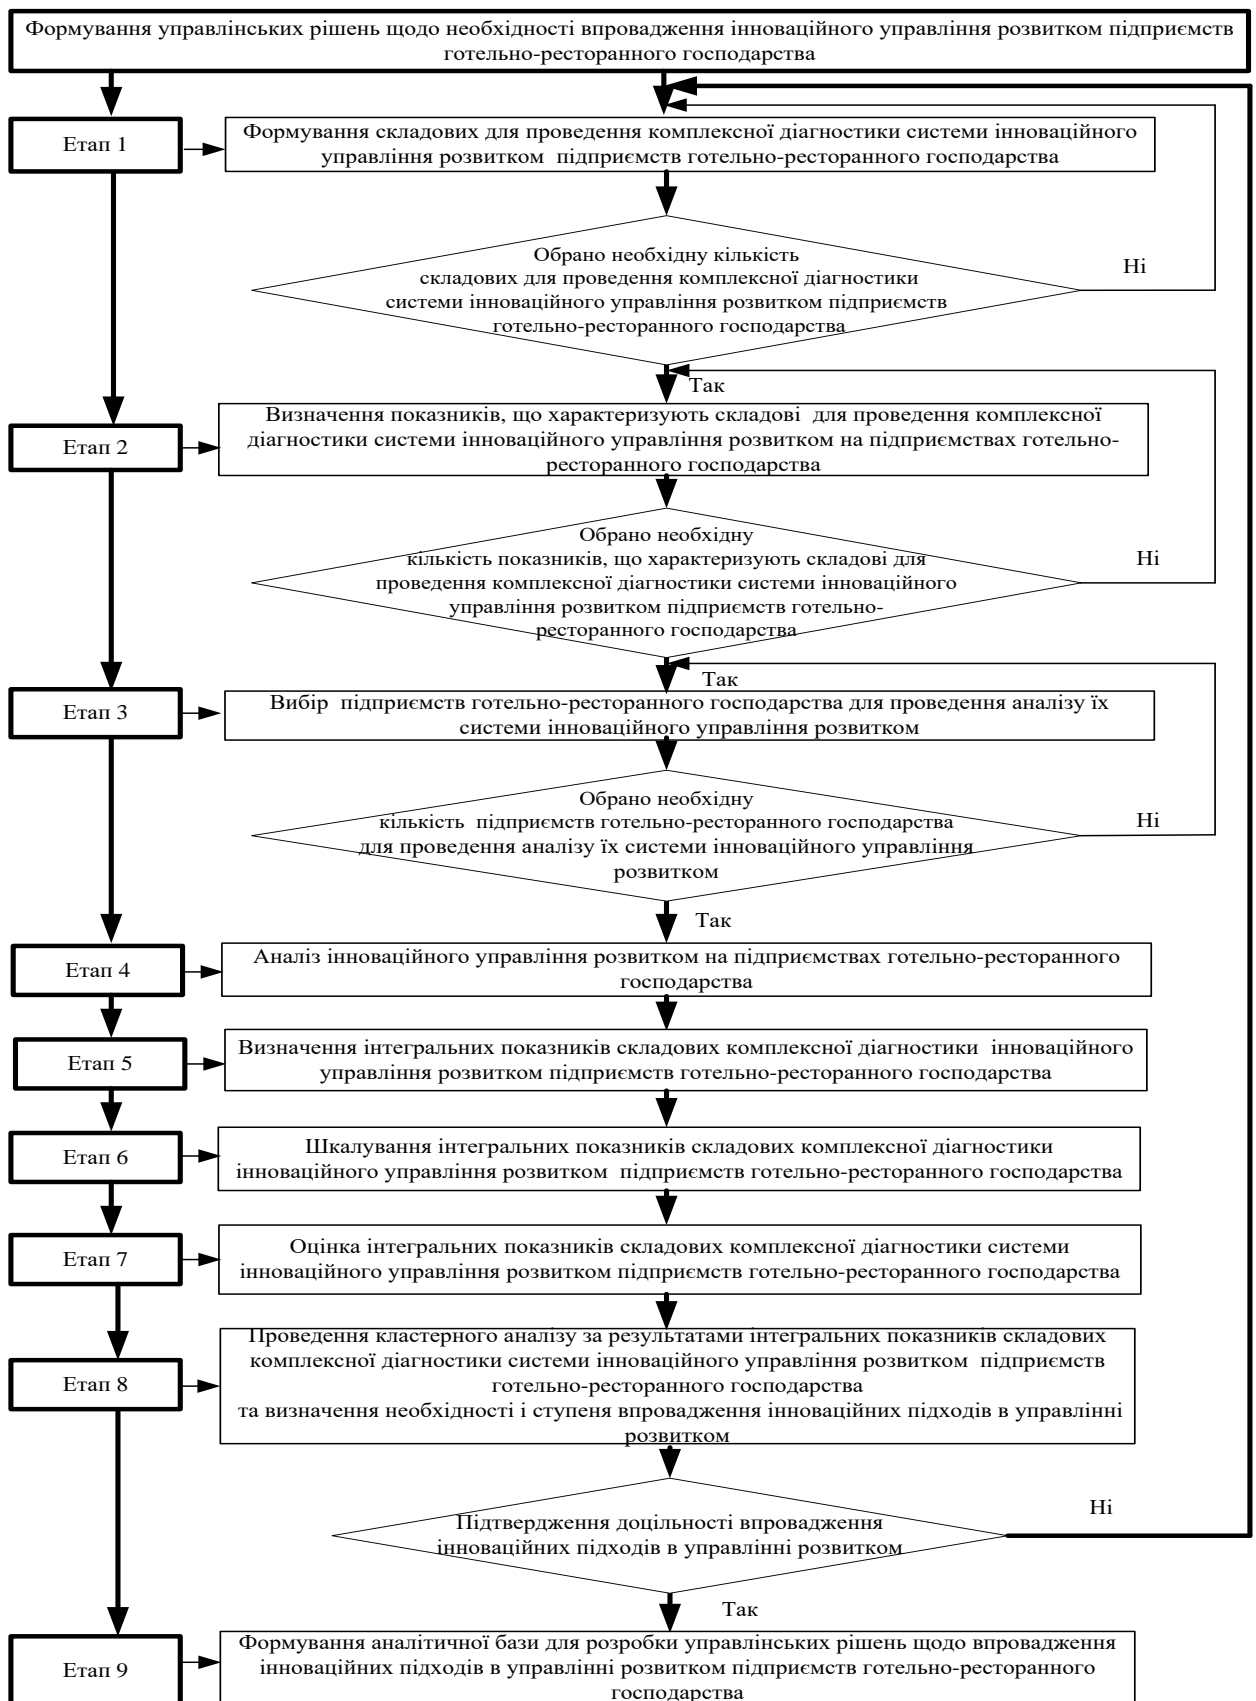 Формування управлінських рішень щодо необхідності впровадження інноваційного управління розвитком підприємств
готельно-ресторанного господарства
Етап 1
Формування складових для проведення комплексної діагностики системи інноваційного
управління розвитком підприємств готельно-ресторанного господарства
Обрано необхідну кількість
складових для проведення комплексної діагностики
системи інноваційного управління розвитком підприємств
готельно-ресторанного господарства
Ні
Так
Етап 2
Визначення показників, що характеризують складові для проведення комплексної
діагностики системи інноваційного управління розвитком на підприємствах готельно-
ресторанного господарства
Обрано необхідну
кількість показників, що характеризують складові для
проведення комплексної діагностики системи інноваційного
управління розвитком підприємств готельно-
ресторанного господарства
Ні
Так
Етап 3
Вибір підприємств готельно-ресторанного господарства для проведення аналізу їх
системи інноваційного управління розвитком
Обрано необхідну
кількість підприємств готельно-ресторанного господарства
для проведення аналізу їх системи інноваційного управління
розвитком
Ні
Так
Етап 4
Аналіз інноваційного управління розвитком на підприємствах готельно-ресторанного
господарства
Етап 5
Визначення інтегральних показників складових комплексної діагностики інноваційного
управління розвитком підприємств готельно-ресторанного господарства
Етап 6
Шкалування інтегральних показників складових комплексної діагностики
інноваційного управління розвитком підприємств готельно-ресторанного господарства
Етап 7
Оцінка інтегральних показників складових комплексної діагностики системи
інноваційного управління розвитком підприємств готельно-ресторанного господарства
Етап 8
Проведення кластерного аналізу за результатами інтегральних показників складових
комплексної діагностики системи інноваційного управління розвитком підприємств
готельно-ресторанного господарства
та визначення необхідності і ступеня впровадження інноваційних підходів в управлінні
розвитком
Підтвердження доцільності впровадження
інноваційних підходів в управлінні розвитком
Ні
Так
Етап 9
Формування аналітичної бази для розробки управлінських рішень щодо впровадження
інноваційних підходів в управлінні розвитком підприємств готельно-ресторанного
господарства